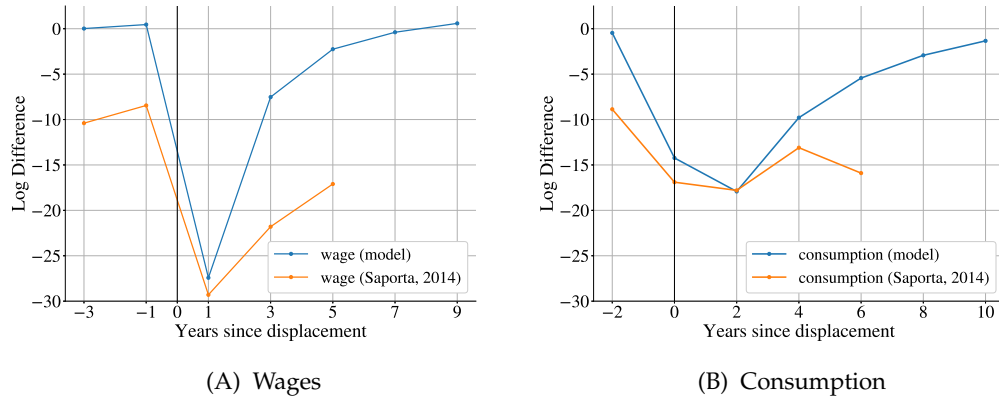 Log Difference
0
−5
−10
−15
−20
−25
−30
wage (model)
wage (Saporta, 2014)
−3 −1 0 1 3 5 7 9
Years since displacement
(A) Wages
Log Difference
0
−5
−10
−15
−20
−25
−30
consumption (model)
consumption (Saporta, 2014)
−2 0 2 4 6 8 10
Years since displacement
(B) Consumption